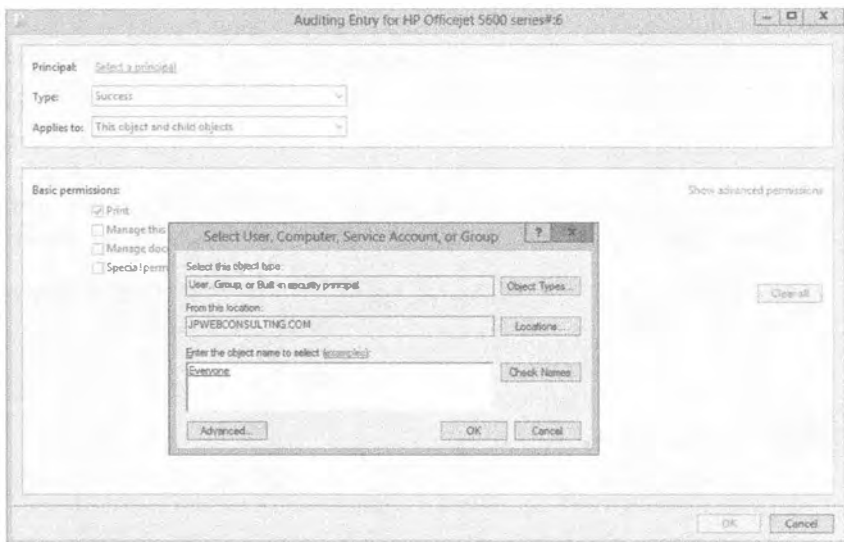 Auditing Entry for HP Officejet 5600 series#:6
Principal: Select a principal
Type: Success
Applies to: This object and child objects
Basic permissions:
Show advanced permissions
Print
Manage this
Manage doc
Special perm
Clear all
Select User, Computer, Service Account, or Group
Select this object type:
User, Group, or Built-in security principal
Object Types...
From this location:
JPWEBCONSULTING.COM
Locations...
Enter the object name to select (examples):
Everyone
Check Names
Advanced...
OK
Cancel
OK
Cancel